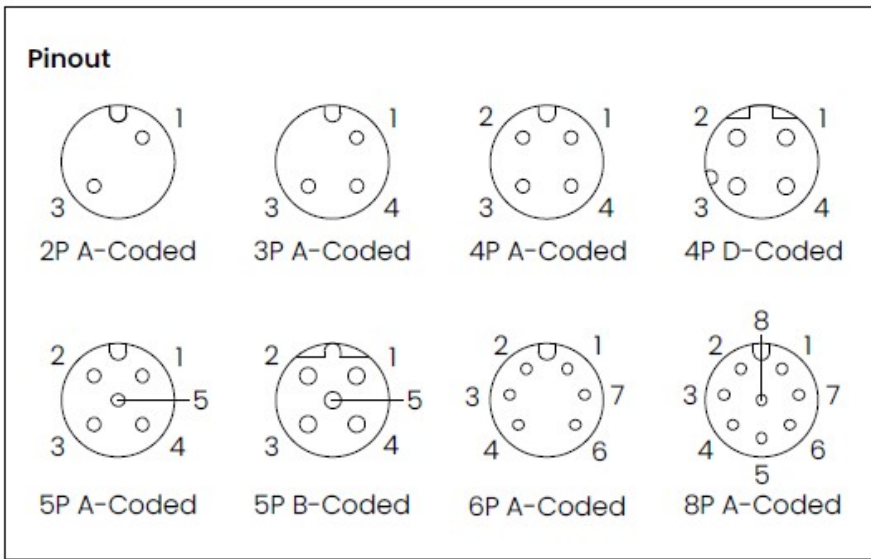 Pinout
1
3
2P A-Coded
1
3 4
3P A-Coded
2 1
3 4
4P A-Coded
2 1
3 4
4P D-Coded
2 1
5
3 4
5P A-Coded
2 1
5
3 4
5P B-Coded
2 1
3 7
4 6
6P A-Coded
8
2 1
3 7
4 6
5
8P A-Coded